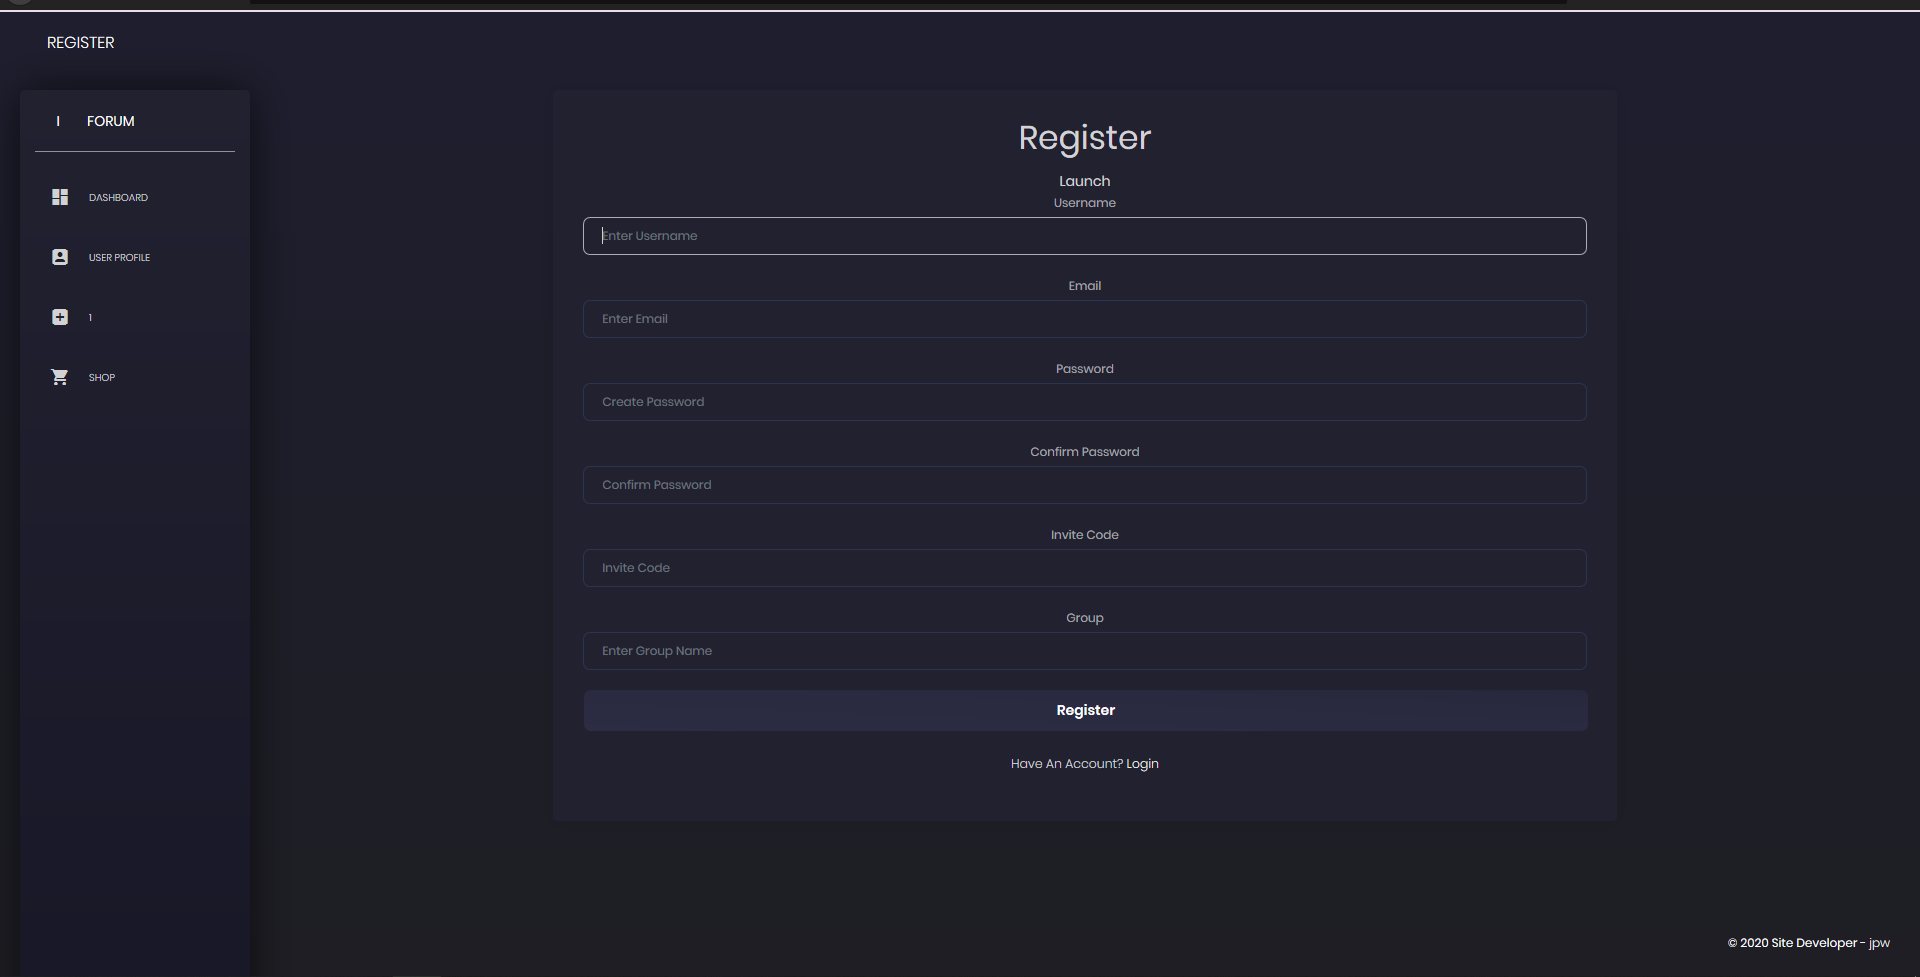 REGISTER
I FORUM
DASHBOARD
USER PROFILE
1
SHOP
Register
Launch
Username
Enter Username
Email
Enter Email
Password
Create Password
Confirm Password
Confirm Password
Invite Code
Invite Code
Group
Enter Group Name
Register
Have An Account? Login
© 2020 Site Developer - jpw